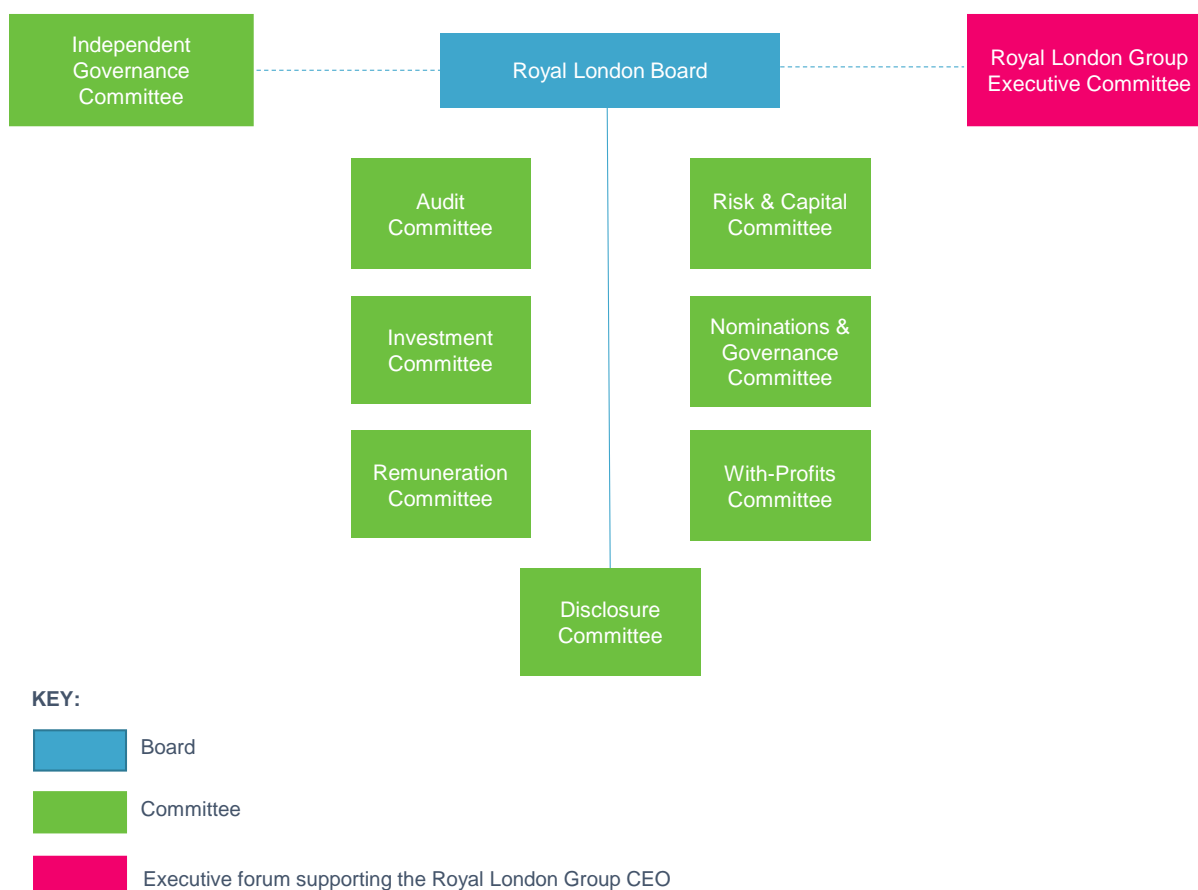 Independent
Governance
Committee
Royal London Board
Royal London Group
Executive Committee
Audit
Committee
Risk & Capital
Committee
Investment
Committee
Nominations &
Governance
Committee
Remuneration
Committee
With-Profits
Committee
Disclosure
Committee
KEY:
Board
Committee
Executive forum supporting the Royal London Group CEO